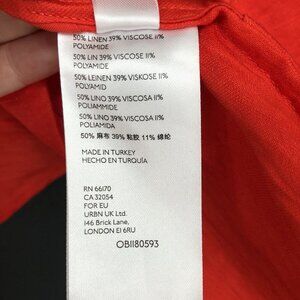 50% LINEN 39% VISCOSE 11%
POLYAMIDE
50% LIN 39% VISCOSE 11%
POLYAMIDE
50% LEINEN 39% VISKOSE 11%
POLYAMID
50% LINO 39% VISCOSA 11%
POLIAMMIDE
50% LINO 39% VISCOSA 11%
POLIAMIDA
50% 麻布 39% 粘胶 11% 绵纶
MADE IN TURKEY
HECHO EN TURQUÍA
RN 66170
CA 32054
FOR EU
URBN UK Ltd.
146 Brick Lane,
LONDON E1 6RU
OB1180593